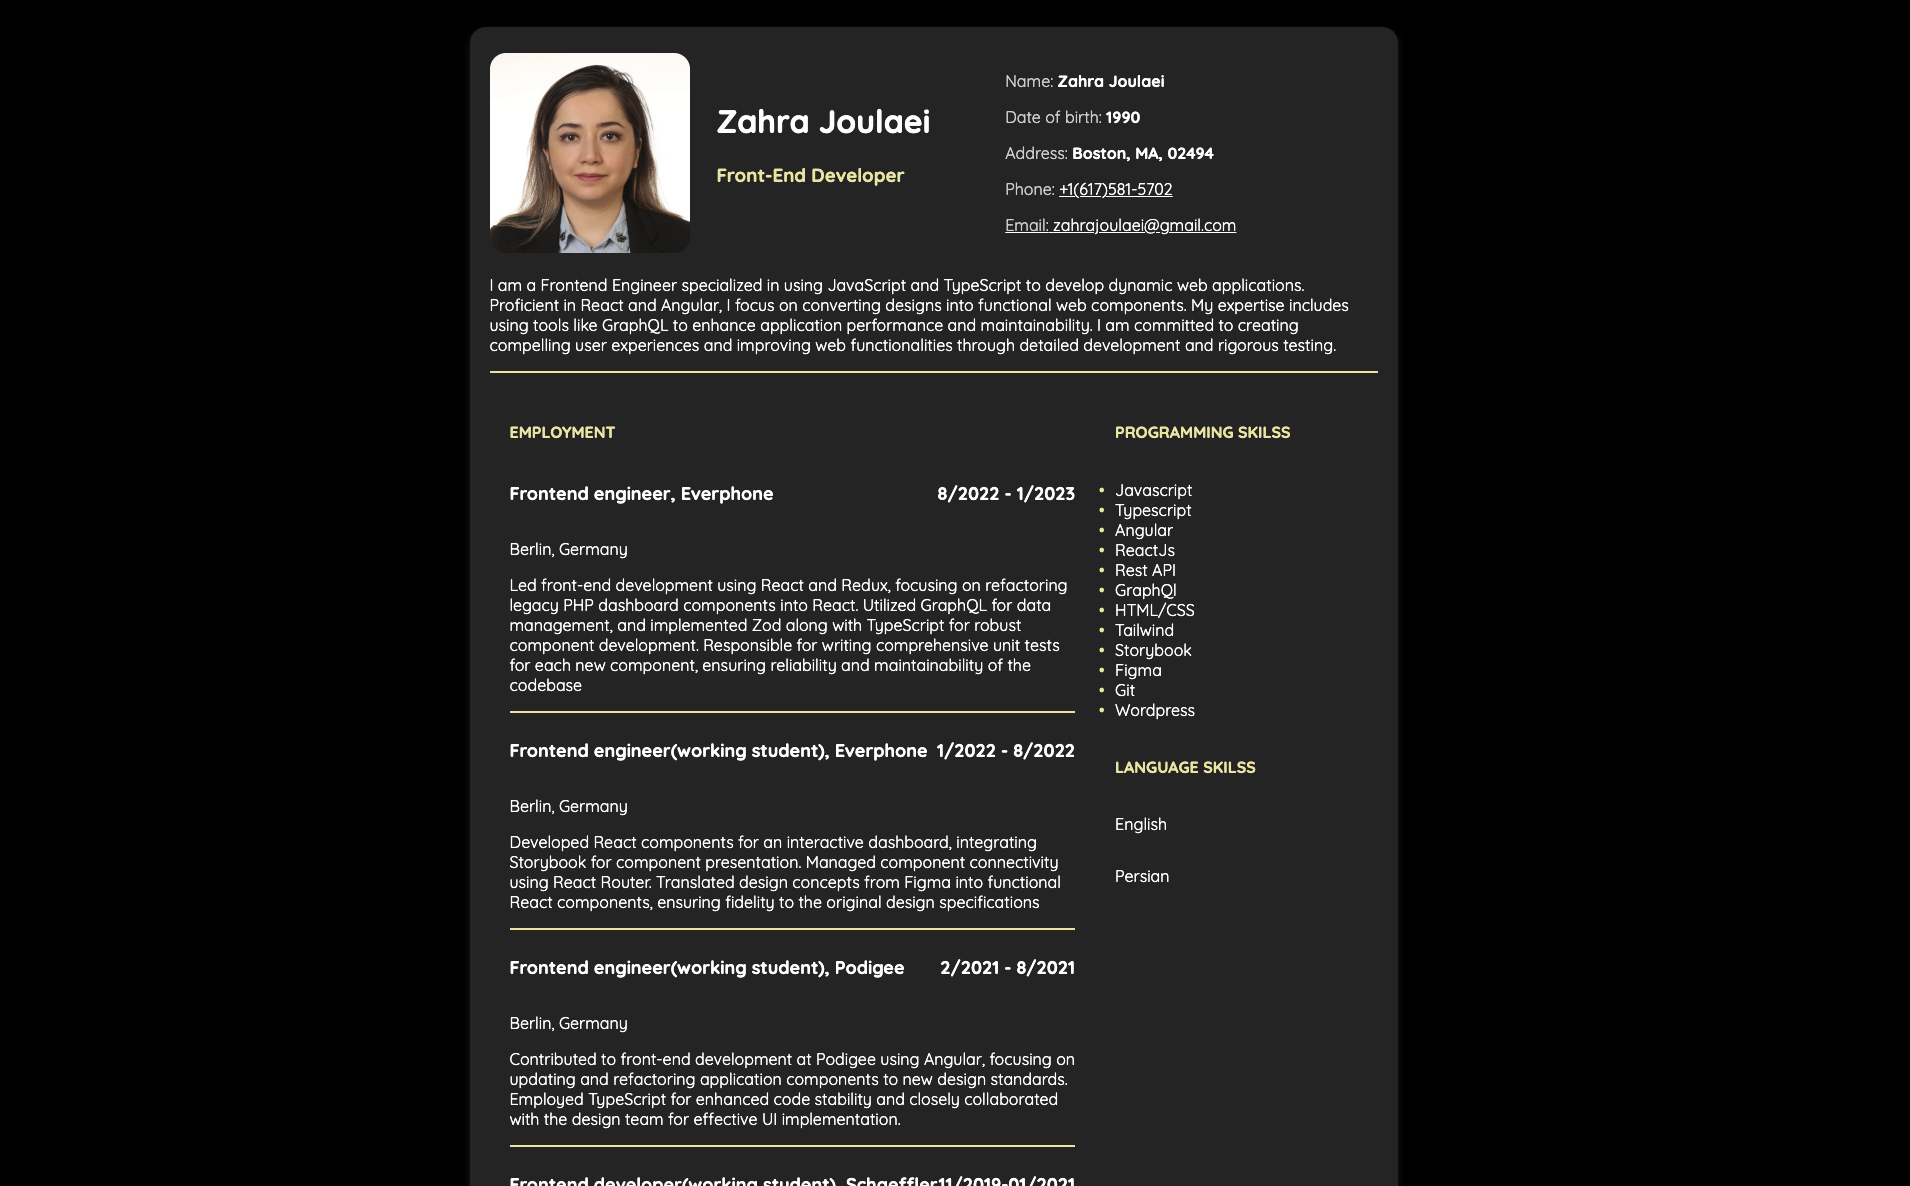 Zahra Joulaei
Front-End Developer
Name: Zahra Joulaei
Date of birth: 1990
Address: Boston, MA, 02494
Phone: +1(617)581-5702
Email: zahrajoulaei@gmail.com
I am a Frontend Engineer specialized in using JavaScript and TypeScript to develop dynamic web applications.
Proficient in React and Angular, I focus on converting designs into functional web components. My expertise includes
using tools like GraphQL to enhance application performance and maintainability. I am committed to creating
compelling user experiences and improving web functionalities through detailed development and rigorous testing.
EMPLOYMENT
Frontend engineer, Everphone 8/2022 - 1/2023
Berlin, Germany
Led front-end development using React and Redux, focusing on refactoring
legacy PHP dashboard components into React. Utilized GraphQL for data
management, and implemented Zod along with TypeScript for robust
component development. Responsible for writing comprehensive unit tests
for each new component, ensuring reliability and maintainability of the
codebase
Frontend engineer(working student), Everphone 1/2022 - 8/2022
Berlin, Germany
Developed React components for an interactive dashboard, integrating
Storybook for component presentation. Managed component connectivity
using React Router. Translated design concepts from Figma into functional
React components, ensuring fidelity to the original design specifications
Frontend engineer(working student), Podigee 2/2021 - 8/2021
Berlin, Germany
Contributed to front-end development at Podigee using Angular, focusing on
updating and refactoring application components to new design standards.
Employed TypeScript for enhanced code stability and closely collaborated
with the design team for effective UI implementation.
Frontend developer(working student), Schaeffler 11/2019-01/2021
PROGRAMMING SKILSS
• Javascript
• Typescript
• Angular
• ReactJs
• Rest API
• GraphQl
• HTML/CSS
• Tailwind
• Storybook
• Figma
• Git
• Wordpress
LANGUAGE SKILSS
English
Persian